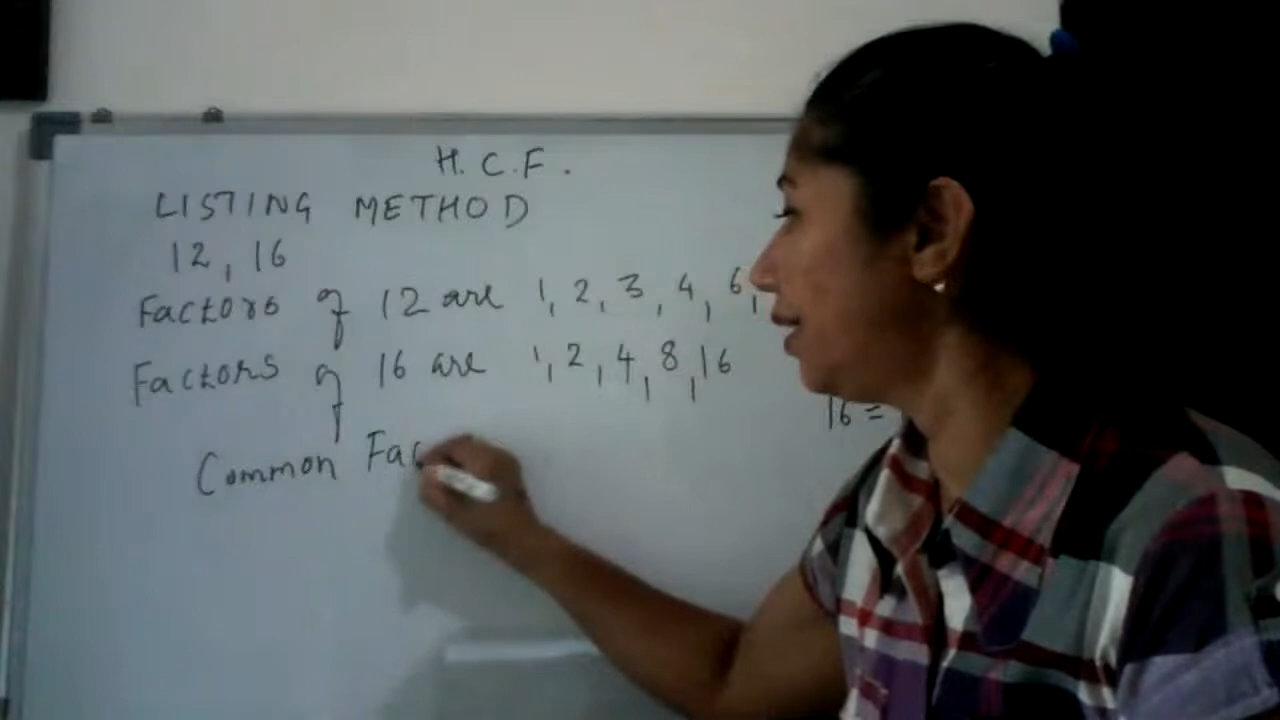 H. C. F.
LISTING METHOD
12, 16
Factors of 12 are 1, 2, 3, 4, 6,
Factors of 16 are 1, 2, 4, 8, 16
16 =
Common Fac